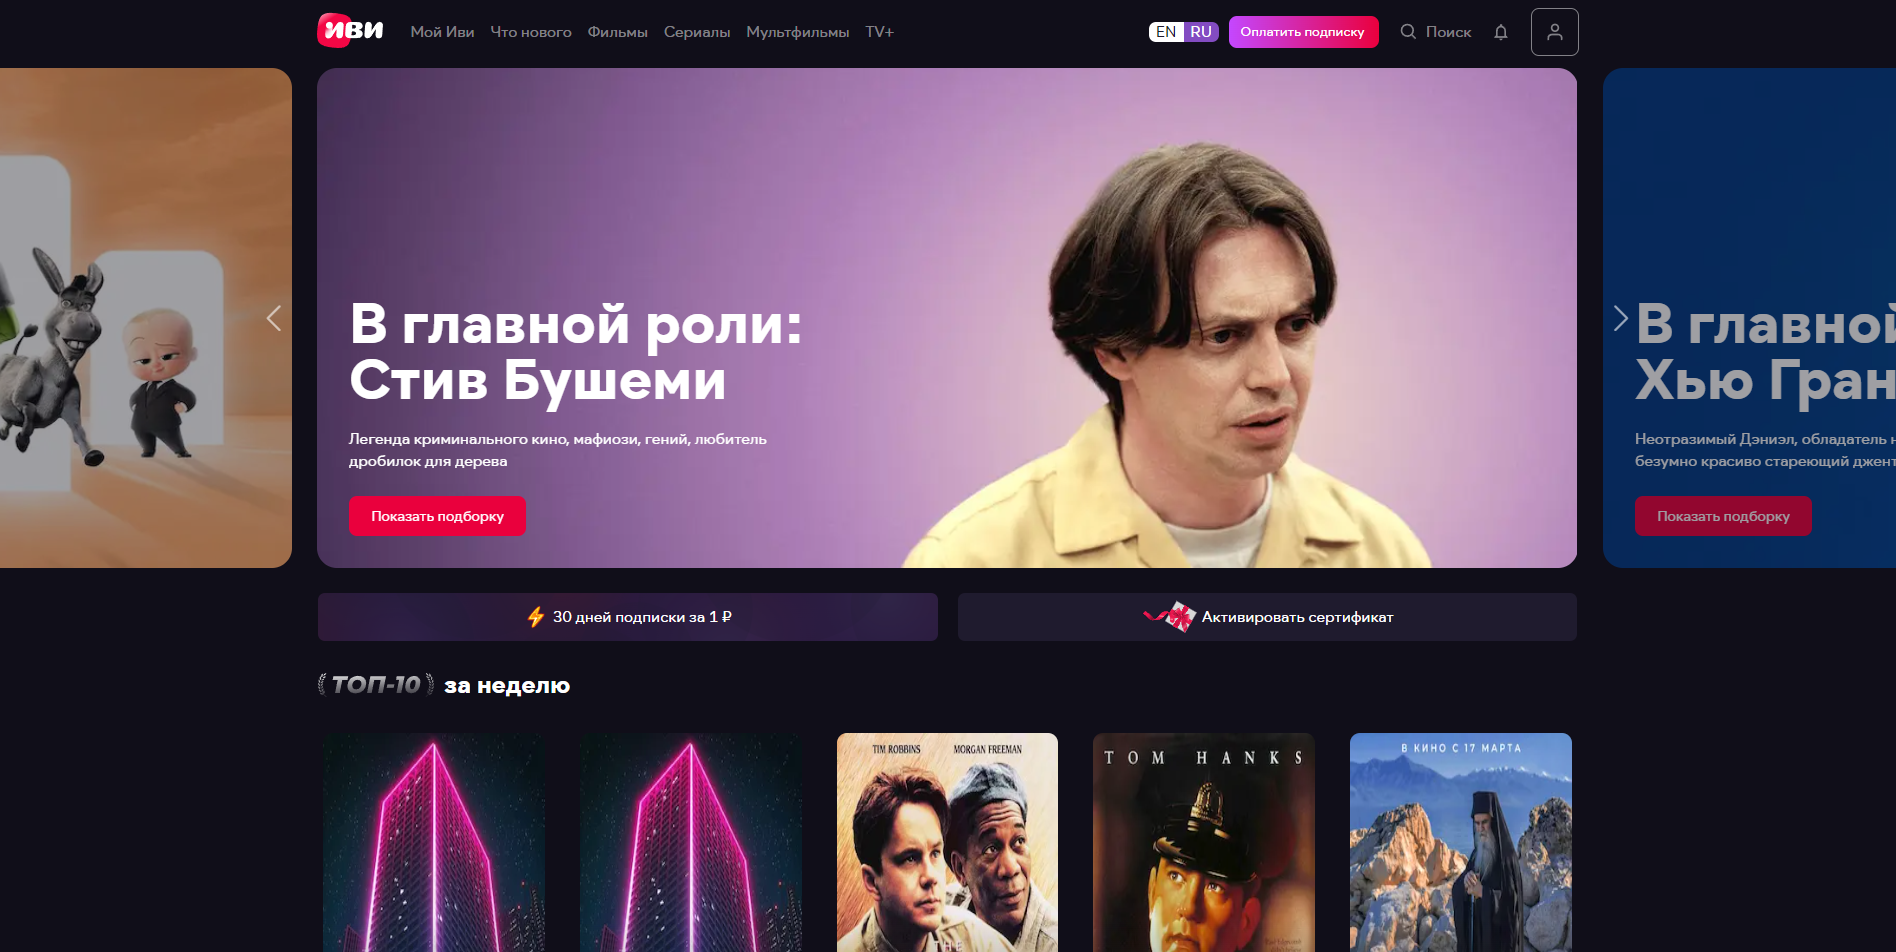 иви
Мой Иви
Что нового
Фильмы
Сериалы
Мультфильмы
TV+
EN RU
Оплатить подписку
Поиск
В главной роли:
Стив Бушеми
Легенда криминального кино, мафиози, гений, любитель
дробилок для дерева
Показать подборку
В главной
Хью Гран
Неотразимый Дэниэл, обладатель н
безумно красиво стареющий джент
Показать подборку
30 дней подписки за 1 ₽
Активировать сертификат
ТОП-10 за неделю
TIM ROBBINS MORGAN FREEMAN
THE
TOM HANKS
В КИНО С 17 МАРТА